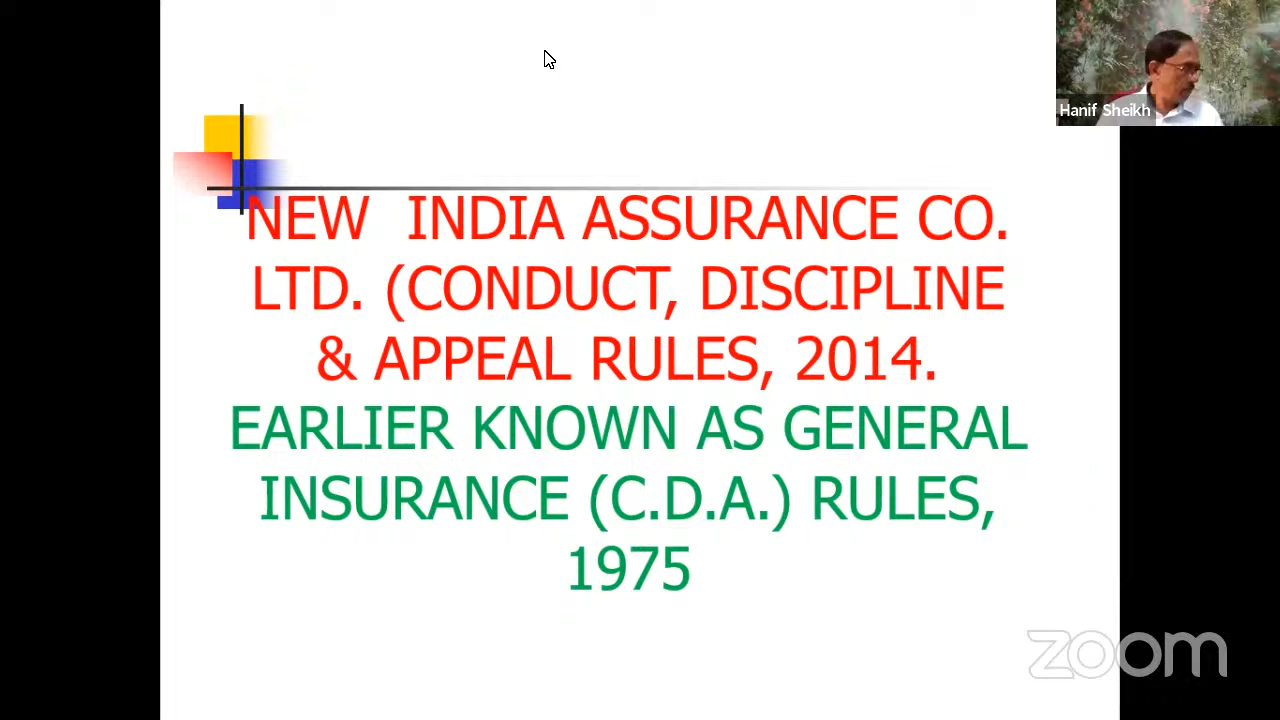 Hanif Sheikh
NEW INDIA ASSURANCE CO.
LTD. (CONDUCT, DISCIPLINE
& APPEAL RULES, 2014.
EARLIER KNOWN AS GENERAL
INSURANCE (C.D.A.) RULES,
1975
zoom